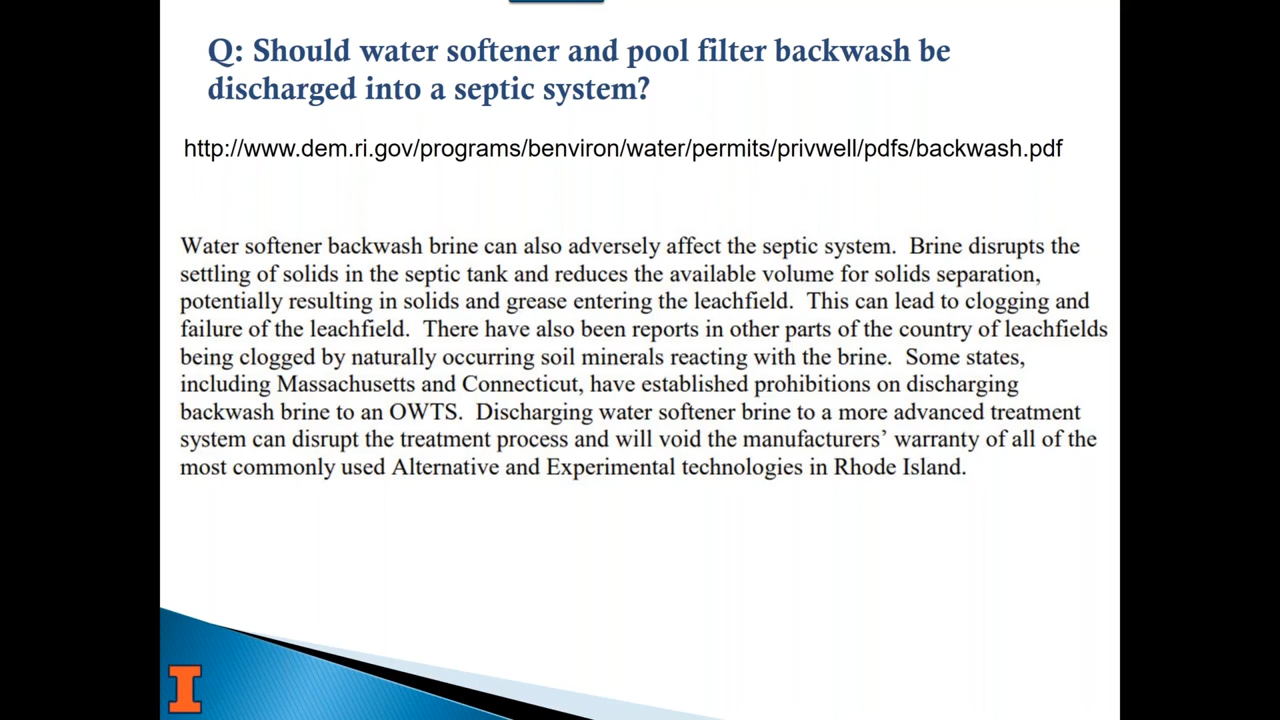 Q: Should water softener and pool filter backwash be
discharged into a septic system?
http://www.dem.ri.gov/programs/benviron/water/permits/privwell/pdfs/backwash.pdf
Water softener backwash brine can also adversely affect the septic system.  Brine disrupts the
settling of solids in the septic tank and reduces the available volume for solids separation,
potentially resulting in solids and grease entering the leachfield.  This can lead to clogging and
failure of the leachfield.  There have also been reports in other parts of the country of leachfields
being clogged by naturally occurring soil minerals reacting with the brine.  Some states,
including Massachusetts and Connecticut, have established prohibitions on discharging
backwash brine to an OWTS.  Discharging water softener brine to a more advanced treatment
system can disrupt the treatment process and will void the manufacturers’ warranty of all of the
most commonly used Alternative and Experimental technologies in Rhode Island.
I